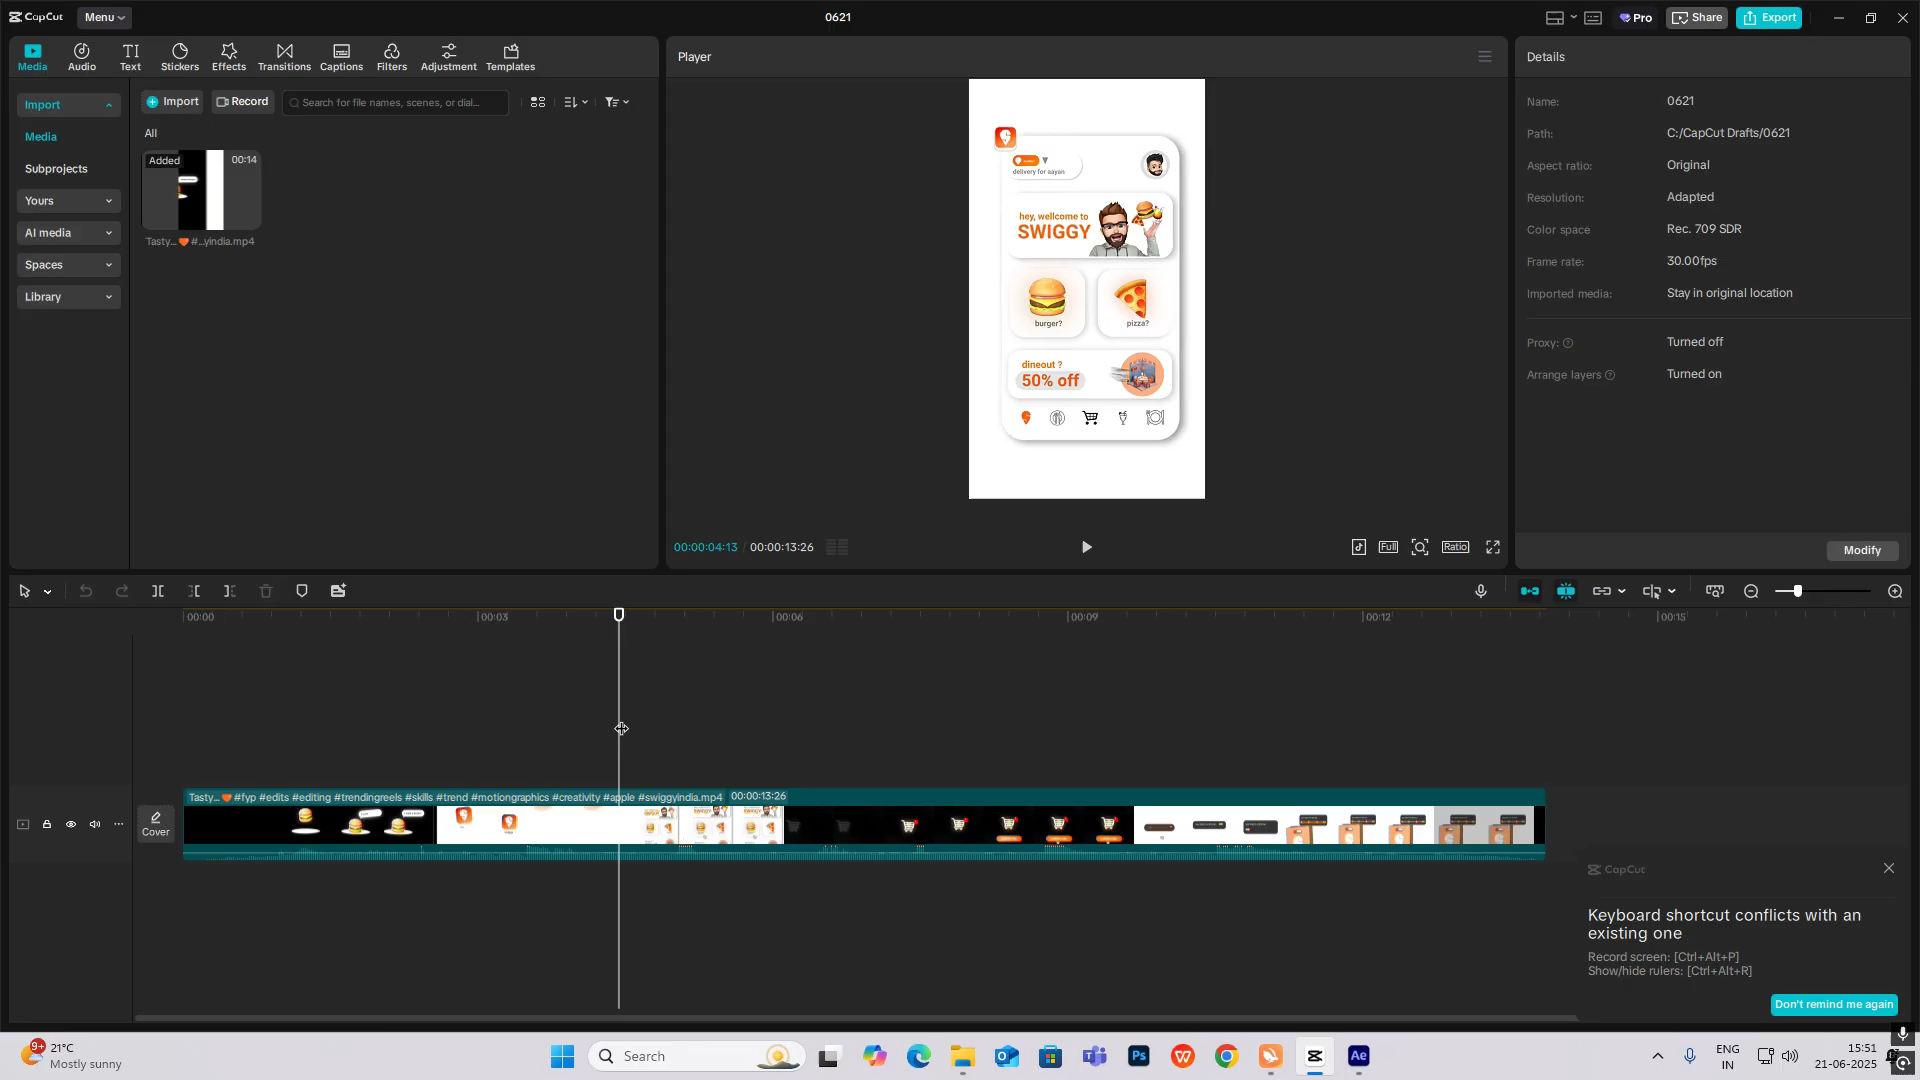 CapCut
Menu
0621
Pro
Share
Export
Media
Audio
Text
Stickers
Effects
Transitions
Captions
Filters
Adjustment
Templates
Import
Media
Subprojects
Yours
AI media
Spaces
Library
Import
Record
Search for file names, scenes, or dial...
All
Added
00:14
Tasty...🧡 #...yindia.mp4
Player
delivery for aayan
hey, wellcome to
SWIGGY
burger?
pizza?
dineout ?
50% off
00:00:04:13 / 00:00:13:26
Full
Ratio
Details
Name: 0621
Path: C:/CapCut Drafts/0621
Aspect ratio: Original
Resolution: Adapted
Color space Rec. 709 SDR
Frame rate: 30.00fps
Imported media: Stay in original location
Proxy: Turned off
Arrange layers Turned on
Modify
00:00
00:03
00:06
00:09
00:12
00:15
Cover
Tasty...🧡 #fyp #edits #editing #trendingreels #skills #trend #motiongraphics #creativity #apple #swiggyindia.mp4 00:00:13:26
CapCut
Keyboard shortcut conflicts with an
existing one
Record screen: [Ctrl+Alt+P]
Show/hide rulers: [Ctrl+Alt+R]
Don't remind me again
9+
21°C
Mostly sunny
Search
Ps
Ae
ENG
IN
15:51
21-06-2025